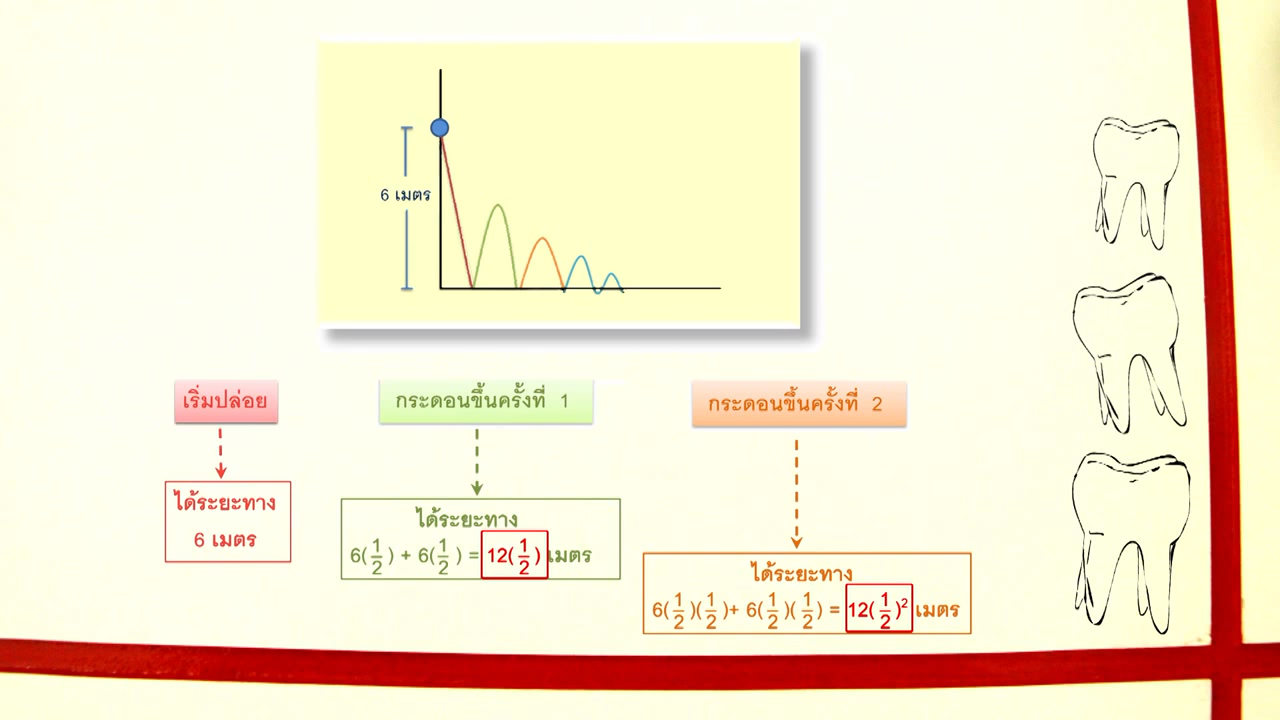 6 เมตร
เริ่มปล่อย
กระดอนขึ้นครั้งที่ 1
กระดอนขึ้นครั้งที่ 2
ได้ระยะทาง
6 เมตร
ได้ระยะทาง
6(1/2) + 6(1/2) = 12(1/2) เมตร
ได้ระยะทาง
6(1/2)(1/2)+ 6(1/2)(1/2) = 12(1/2)² เมตร